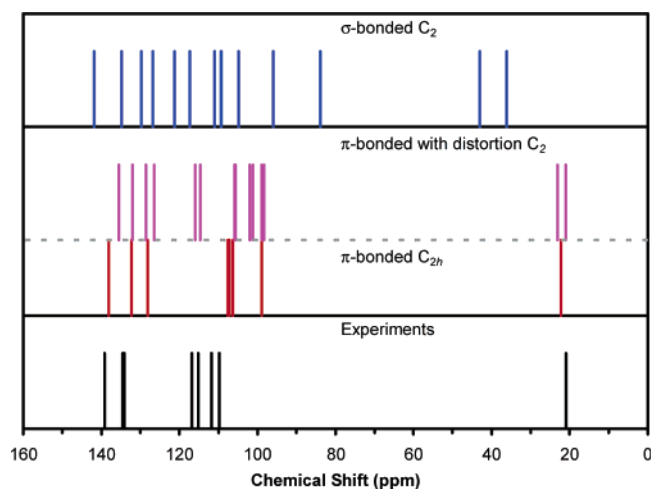 σ-bonded C₂
π-bonded with distortion C₂
π-bonded C₂ₕ
Experiments
160 140 120 100 80 60 40 20 0
Chemical Shift (ppm)